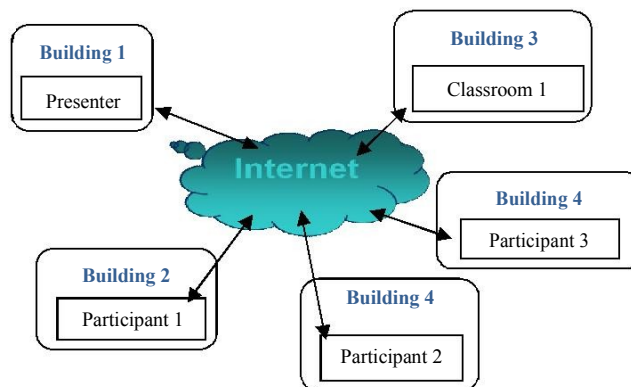 Building 1
Presenter
Building 3
Classroom 1
Internet
Building 4
Participant 3
Building 2
Participant 1
Building 4
Participant 2